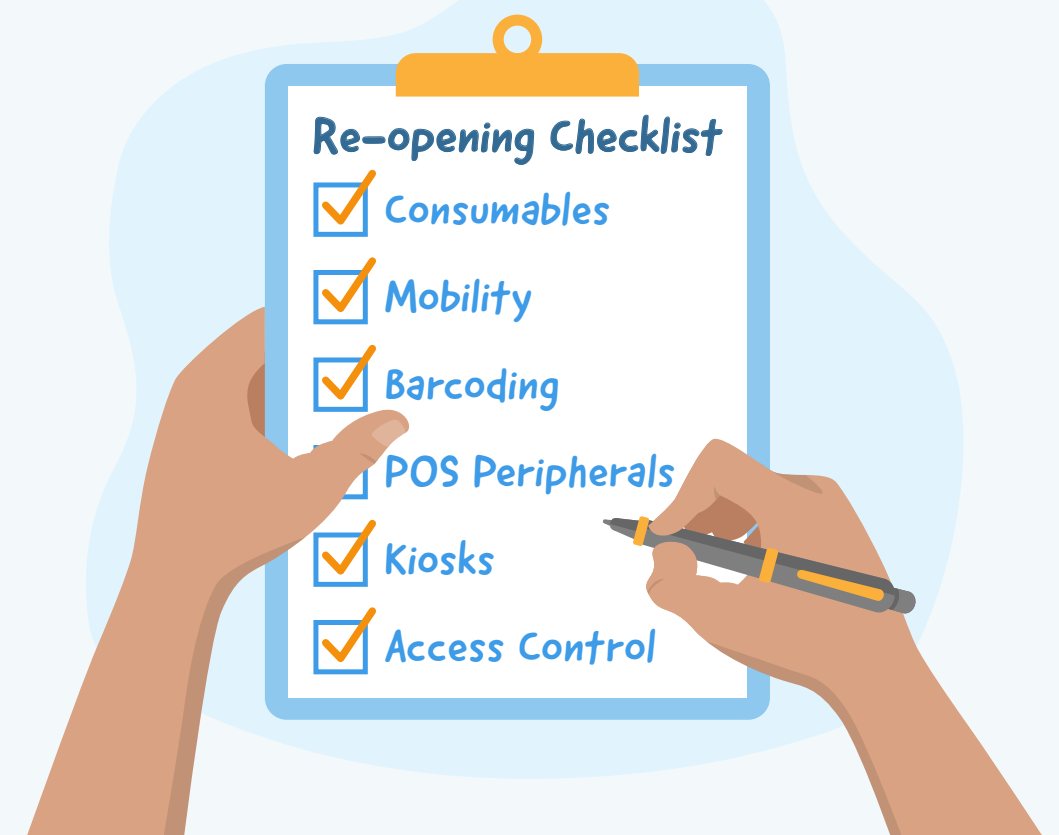 Re-opening Checklist
Consumables
Mobility
Barcoding
POS Peripherals
Kiosks
Access Control